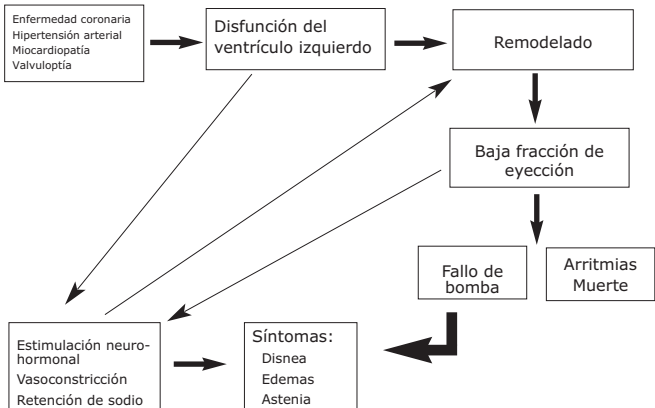 Enfermedad coronaria
Hipertensión arterial
Miocardiopatía
Valvuloptía
Disfunción del
ventrículo izquierdo
Remodelado
Baja fracción de
eyección
Fallo de
bomba
Arritmias
Muerte
Estimulación neuro-
hormonal
Vasoconstricción
Retención de sodio
Síntomas:
Disnea
Edemas
Astenia